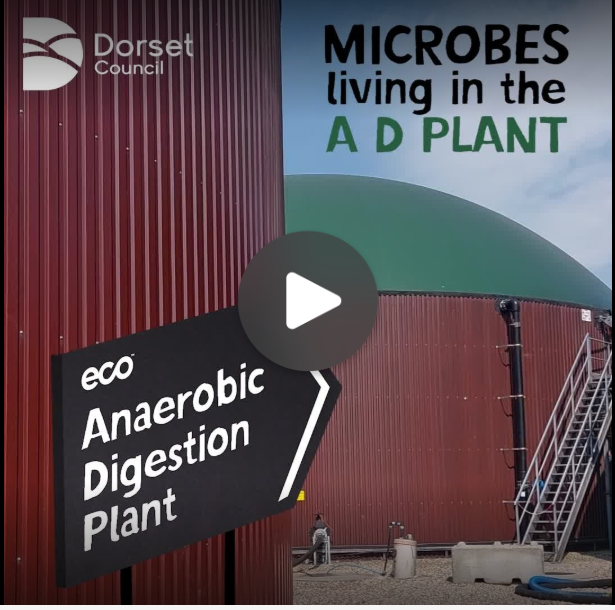 Dorset
Council
MICROBES
living in the
A D PLANT
eco
Anaerobic
Digestion
Plant